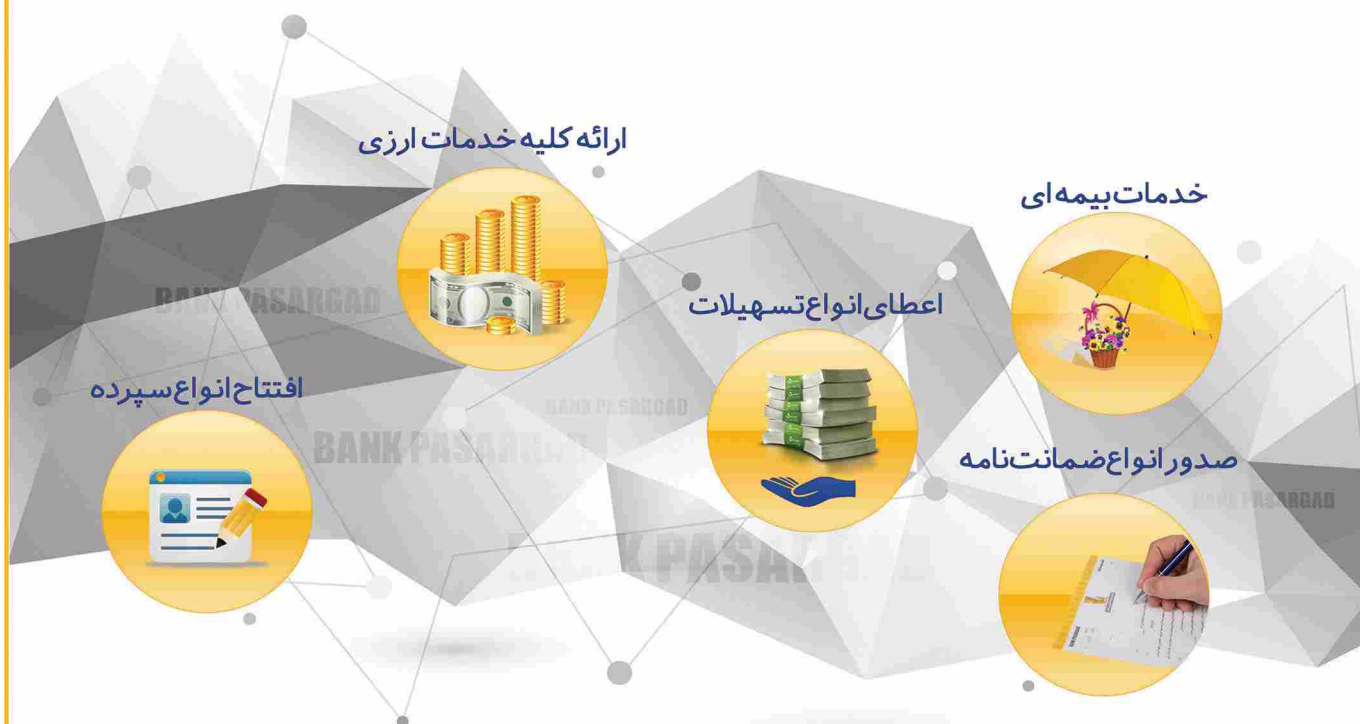 ارائه کلیه خدمات ارزی
خدمات بیمه ای
اعطای انواع تسهیلات
افتتاح انواع سپرده
صدور انواع ضمانت نامه
BANK PASARGAD
BANK PASARGAD
BANK PASARGAD
BANK PASARGAD